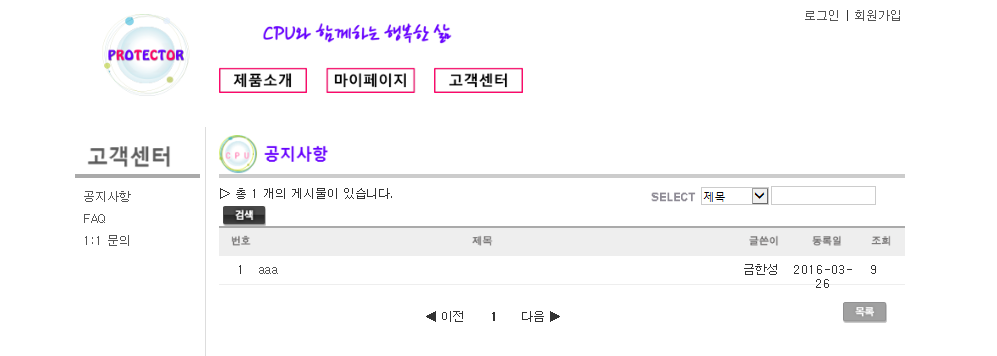 로그인 | 회원가입
PROTECTOR
CPU와 함께하는 행복한 삶
제품소개 마이페이지 고객센터
고객센터
공지사항
FAQ
1:1 문의
CPU 공지사항
▷ 총 1 개의 게시물이 있습니다.
SELECT 제목
검색
번호 제목 글쓴이 등록일 조회
1 aaa 금한성 2016-03-26 9
◀ 이전 1 다음 ▶
목록